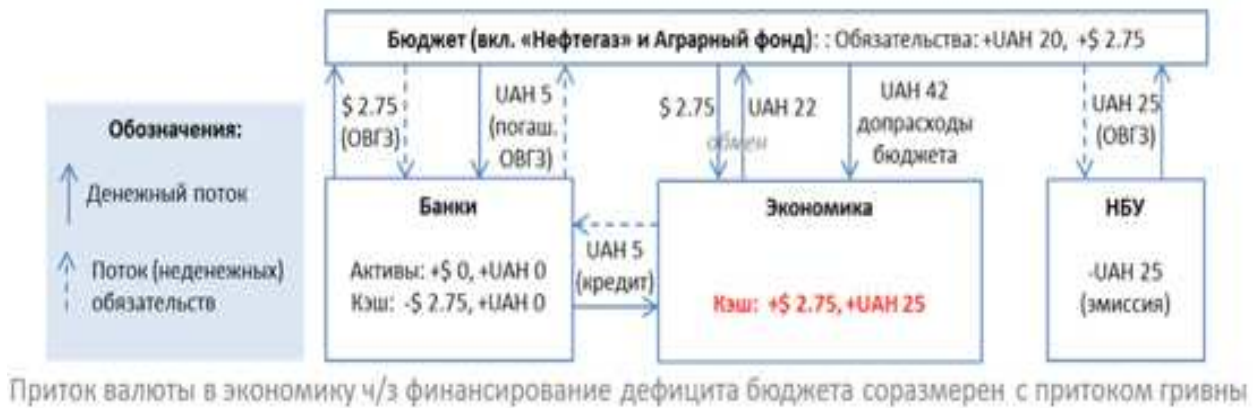 Бюджет (вкл. «Нефтегаз» и Аграрный фонд): : Обязательства: +UAH 20, +$ 2.75
Обозначения:
Денежный поток
Поток (неденежных)
обязательств
$ 2.75
(ОВГЗ)
UAH 5
(погаш.
ОВГЗ)
$ 2.75
UAH 22
обмен
UAH 42
допрасходы
бюджета
UAH 25
(ОВГЗ)
Банки
Активы: +$ 0, +UAH 0
Кэш: -$ 2.75, +UAH 0
UAH 5
(кредит)
Экономика
Кэш: +$ 2.75, +UAH 25
НБУ
-UAH 25
(эмиссия)
Приток валюты в экономику ч/з финансирование дефицита бюджета соразмерен с притоком гривны